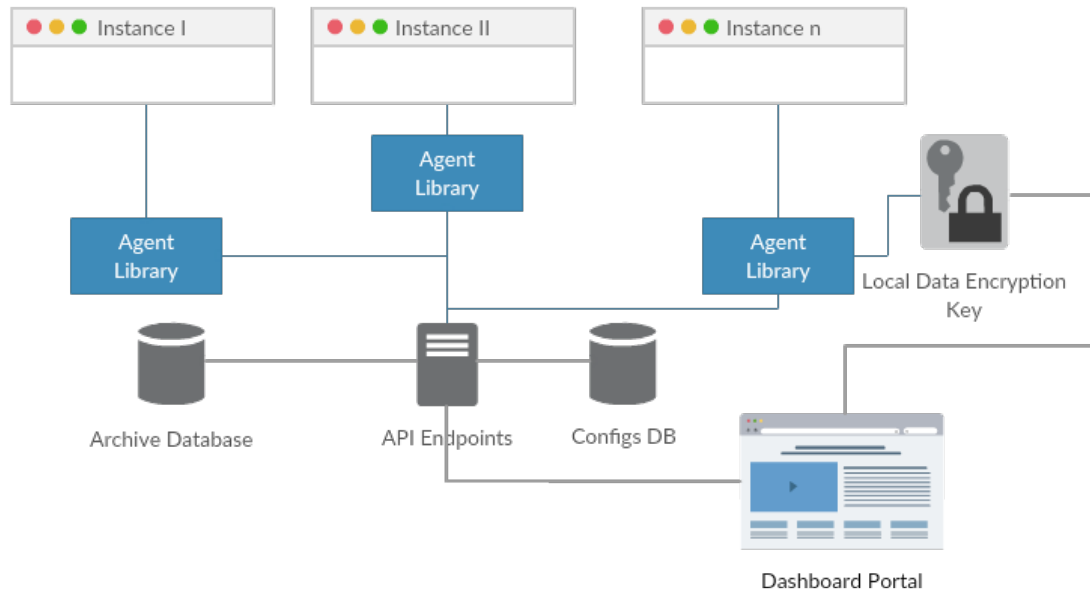 Instance I
Instance II
Instance n
Agent
Library
Agent
Library
Agent
Library
Local Data Encryption
Key
Archive Database
API Endpoints
Configs DB
Dashboard Portal